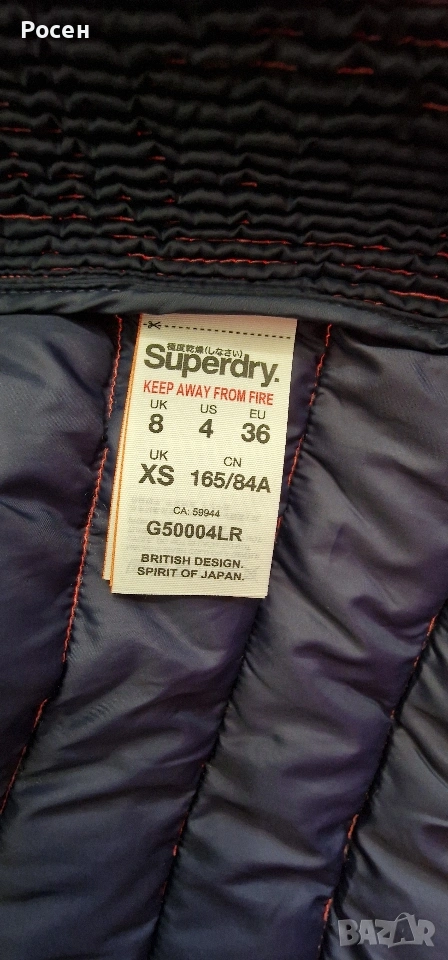 Росен
極度乾燥(しなさい)
Superdry.
KEEP AWAY FROM FIRE
UK US EU
8 4 36
UK CN
XS 165/84A
CA: 59944
G50004LR
BRITISH DESIGN.
SPIRIT OF JAPAN.
BAZAR